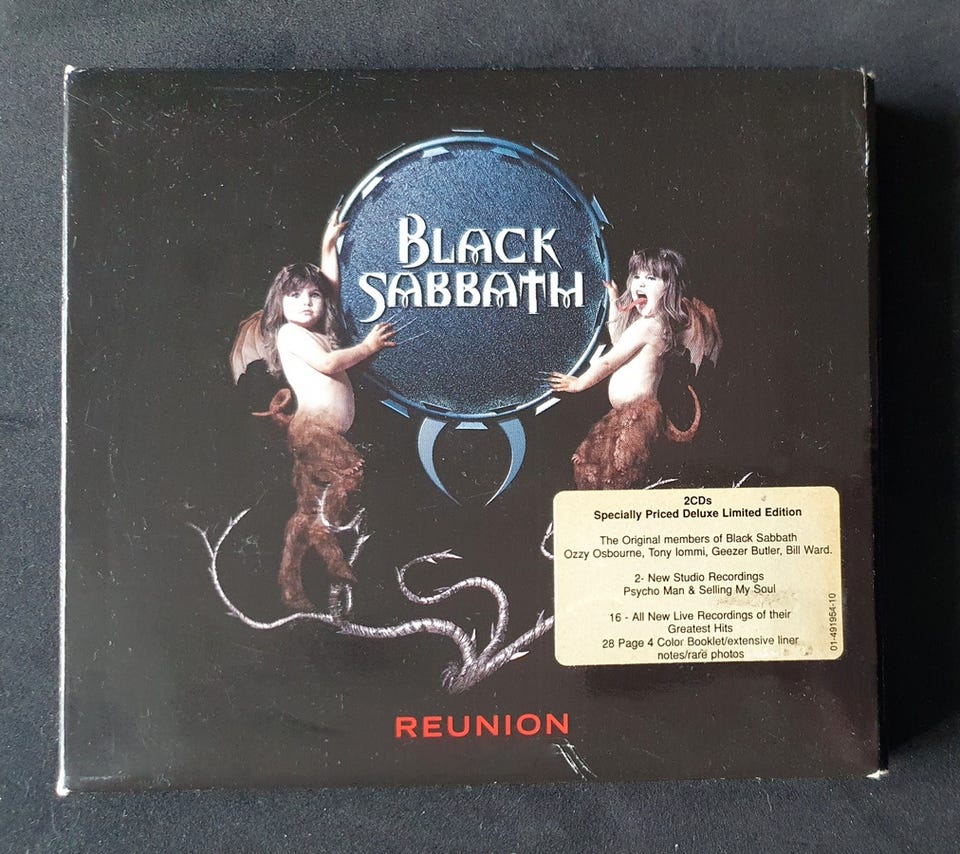 BLACK
SABBATH
2CDs
Specially Priced Deluxe Limited Edition
The Original members of Black Sabbath
Ozzy Osbourne, Tony Iommi, Geezer Butler, Bill Ward.
2- New Studio Recordings
Psycho Man & Selling My Soul
16 - All New Live Recordings of their
Greatest Hits
28 Page 4 Color Booklet/extensive liner
notes/rare photos
01-491954-10
REUNION